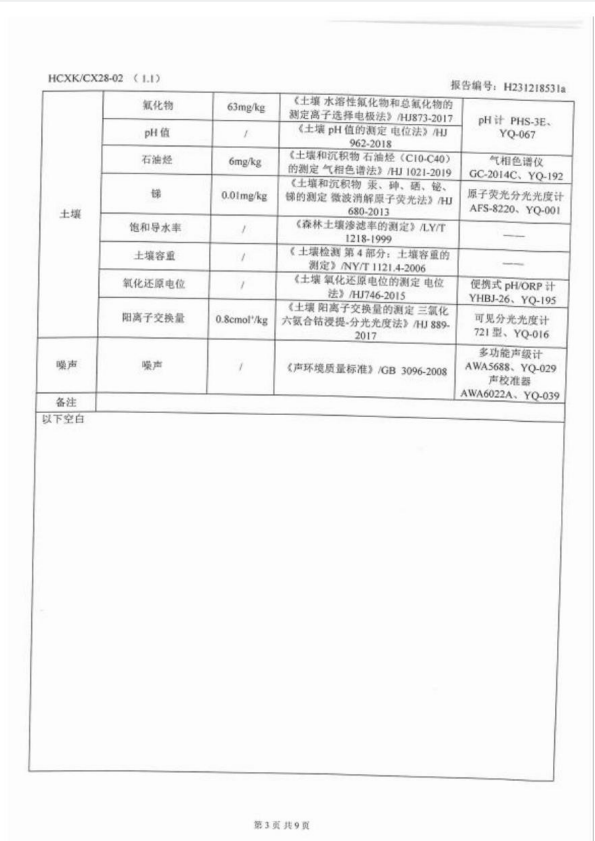 HCXK/CX28-02 （ 1.1）
报告编号：H231218531a
土壤
氟化物
63mg/kg
《土壤 水溶性氟化物和总氟化物的
测定离子选择电极法》/HJ873-2017
pH 计 PHS-3E、
YQ-067
pH 值
/
《土壤 pH 值的测定 电位法》/HJ
962-2018
石油烃
6mg/kg
《土壤和沉积物 石油烃（C10-C40）
的测定 气相色谱法》/HJ 1021-2019
气相色谱仪
GC-2014C、YQ-192
锑
0.01mg/kg
《土壤和沉积物 汞、砷、硒、铋、
锑的测定 微波消解原子荧光法》/HJ
680-2013
原子荧光分光光度计
AFS-8220、YQ-001
饱和导水率
/
《森林土壤渗滤率的测定》/LY/T
1218-1999
——
土壤容重
/
《 土壤检测 第 4 部分：土壤容重的
测定》/NY/T 1121.4-2006
——
氧化还原电位
/
《土壤 氧化还原电位的测定 电位
法》/HJ746-2015
便携式 pH/ORP 计
YHBJ-26、YQ-195
阳离子交换量
0.8cmol⁺/kg
《土壤 阳离子交换量的测定 三氯化
六氨合钴浸提-分光光度法》/HJ 889-
2017
可见分光光度计
721 型、YQ-016
噪声
噪声
/
《声环境质量标准》/GB 3096-2008
多功能声级计
AWA5688、YQ-029
声校准器
AWA6022A、YQ-039
备注
以下空白
第 3 页 共 9 页